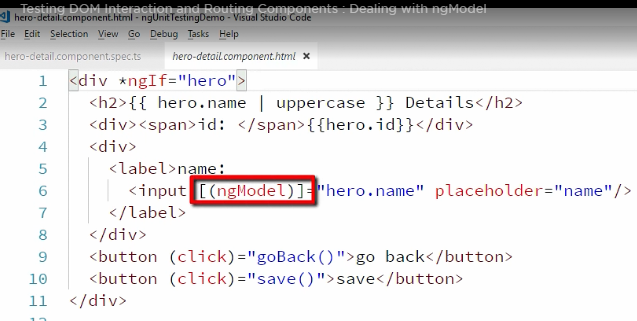 Testing DOM Interaction and Routing Components : Dealing with ngModel
hero-detail.component.html - ngUnitTestingDemo - Visual Studio Code
File Edit Selection View Go Debug Tasks Help
hero-detail.component.spec.ts hero-detail.component.html ×
1 <div *ngIf="hero">
2 <h2>{{ hero.name | uppercase }} Details</h2>
3 <div><span>id: </span>{{hero.id}}</div>
4 <div>
5 <label>name:
6 <input [(ngModel)]="hero.name" placeholder="name"/>
7 </label>
8 </div>
9 <button (click)="goBack()">go back</button>
10 <button (click)="save()">save</button>
11 </div>
12